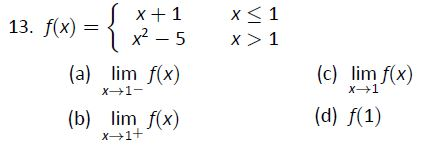 13. f(x) = { x + 1 x ≤ 1
x² − 5 x > 1
(a) lim x→1− f(x) (c) lim x→1 f(x)
(b) lim x→1+ f(x) (d) f(1)